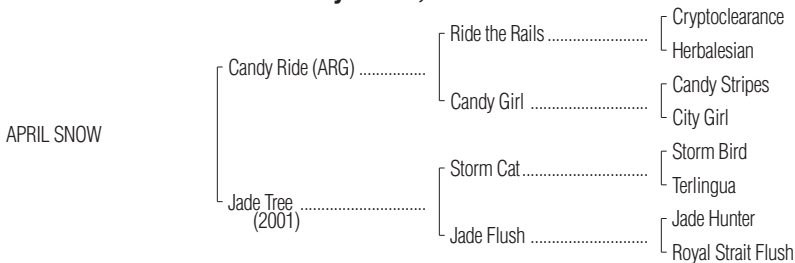 Cryptoclearance
Ride the Rails
Herbalesian
Candy Ride (ARG)
Candy Stripes
Candy Girl
City Girl
APRIL SNOW
Storm Bird
Storm Cat
Terlingua
Jade Tree
(2001)
Jade Hunter
Jade Flush
Royal Strait Flush